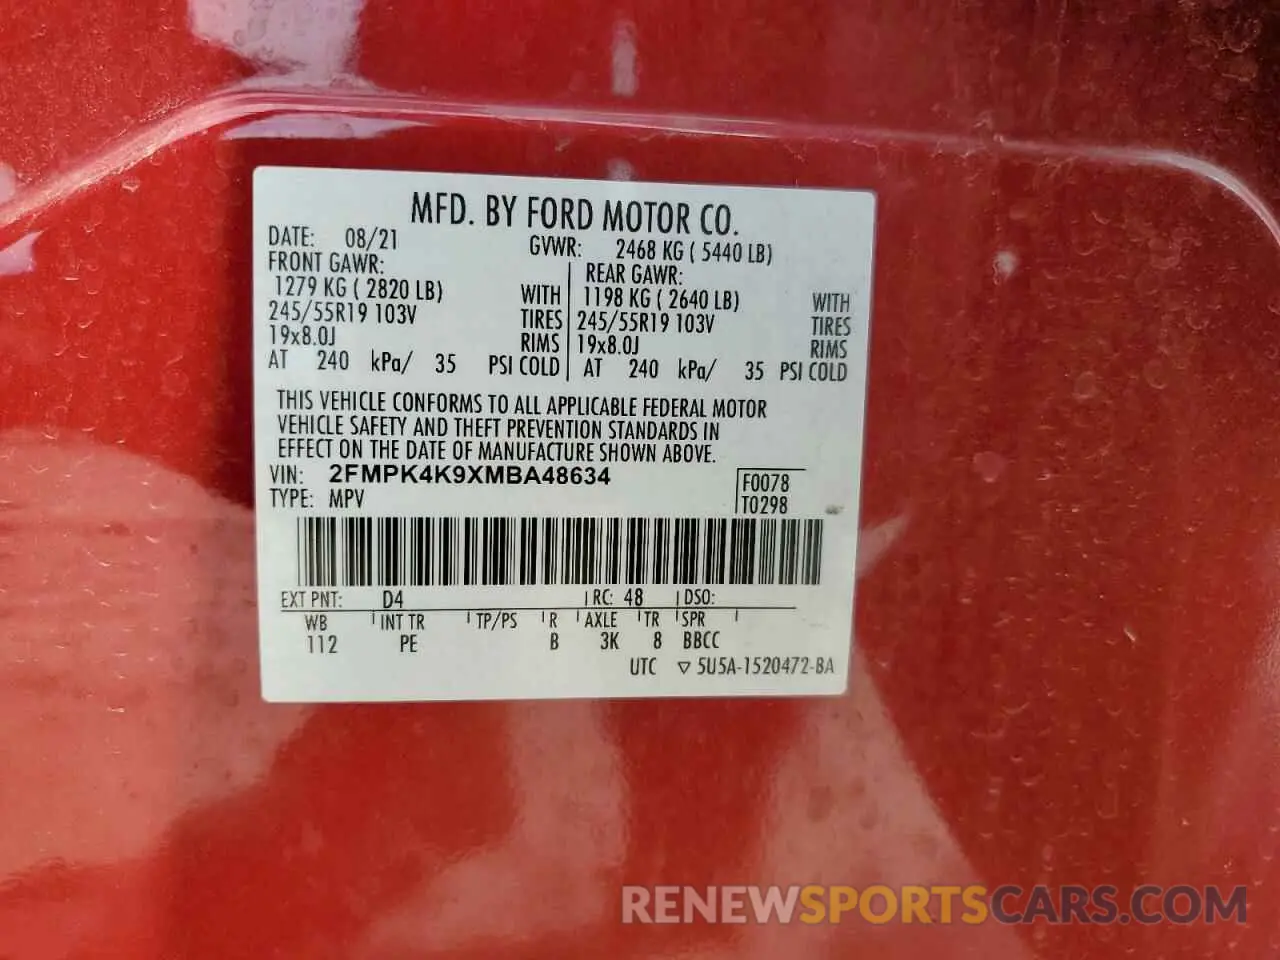 MFD. BY FORD MOTOR CO.
DATE: 08/21 GVWR: 2468 KG ( 5440 LB)
FRONT GAWR: REAR GAWR:
1279 KG ( 2820 LB) WITH 1198 KG ( 2640 LB) WITH
245/55R19 103V TIRES 245/55R19 103V TIRES
19x8.0J RIMS 19x8.0J RIMS
AT 240 kPa/ 35 PSI COLD AT 240 kPa/ 35 PSI COLD
THIS VEHICLE CONFORMS TO ALL APPLICABLE FEDERAL MOTOR
VEHICLE SAFETY AND THEFT PREVENTION STANDARDS IN
EFFECT ON THE DATE OF MANUFACTURE SHOWN ABOVE.
VIN: 2FMPK4K9XMBA48634 F0078
TYPE: MPV T0298
EXT PNT: D4 RC: 48 DSO:
WB INT TR TP/PS R AXLE TR SPR
112 PE B 3K 8 BBCC
UTC ▽ 5U5A-1520472-BA
RENEWSPORTSCARS.COM